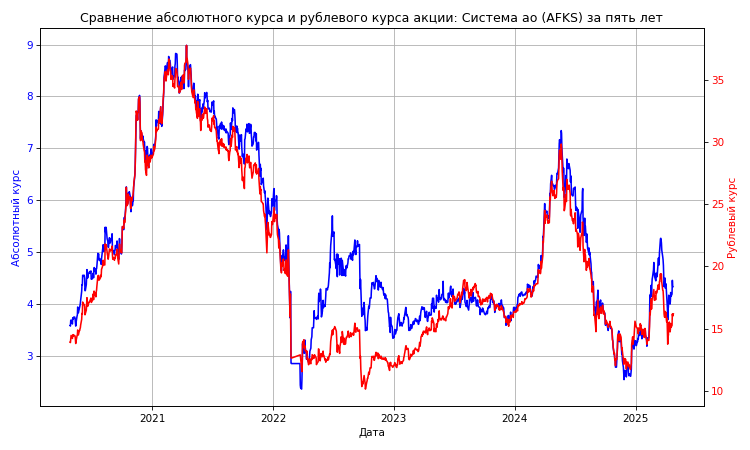 Сравнение абсолютного курса и рублевого курса акции: Система ао (AFKS) за пять лет
Абсолютный курс
9
8
7
6
5
4
3
Рублевый курс
35
30
25
20
15
10
2021 2022 2023 2024 2025
Дата